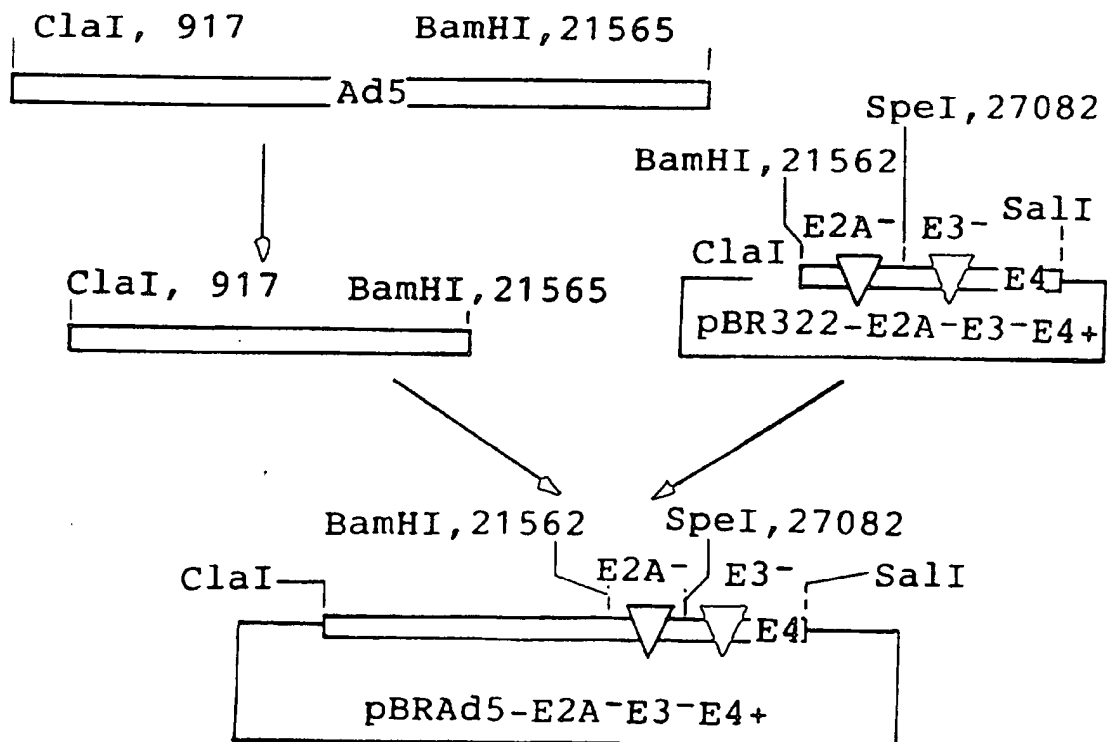 ClaI, 917 BamHI,21565
Ad5
SpeI,27082
BamHI,21562
SalI
E2A- E3-
ClaI
E4
ClaI, 917 BamHI,21565
pBR322-E2A-E3-E4+
BamHI,21562 SpeI,27082
E2A- E3-
ClaI SalI
E4
pBRAd5-E2A-E3-E4+